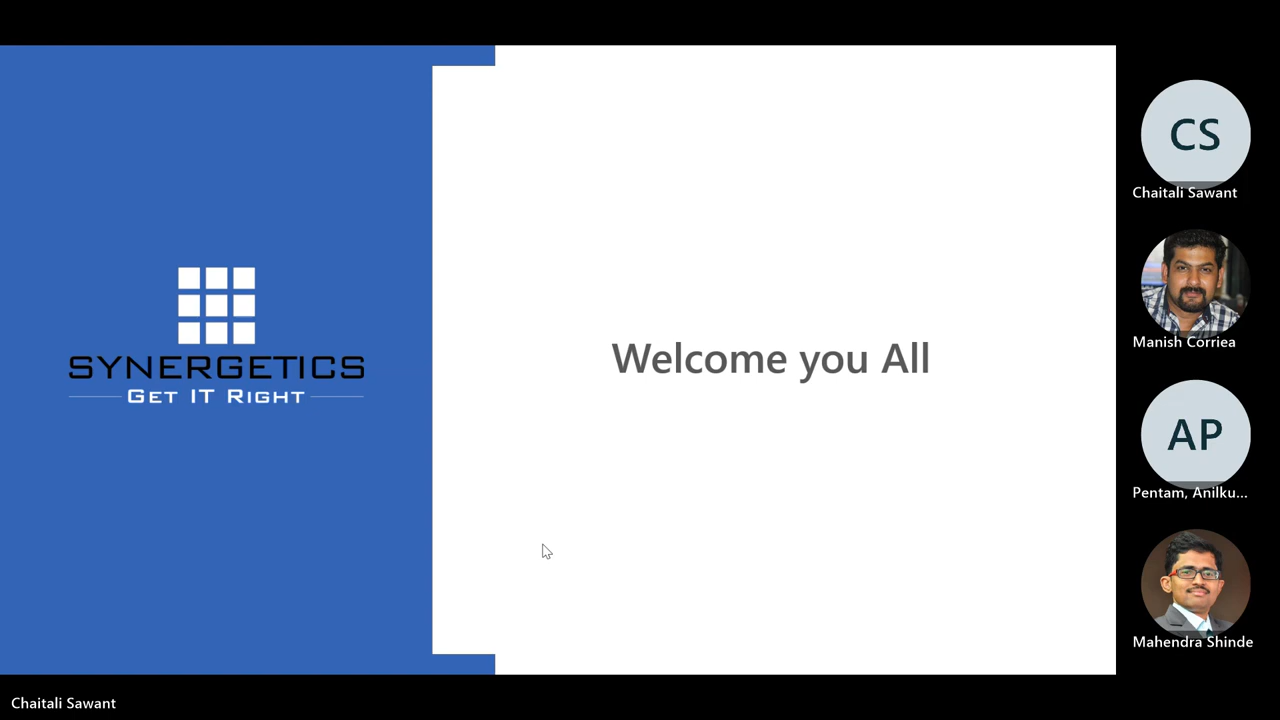 SYNERGETICS
GET IT RIGHT
Welcome you All
CS
Chaitali Sawant
Manish Corriea
AP
Pentam, Anilku...
Mahendra Shinde
Chaitali Sawant